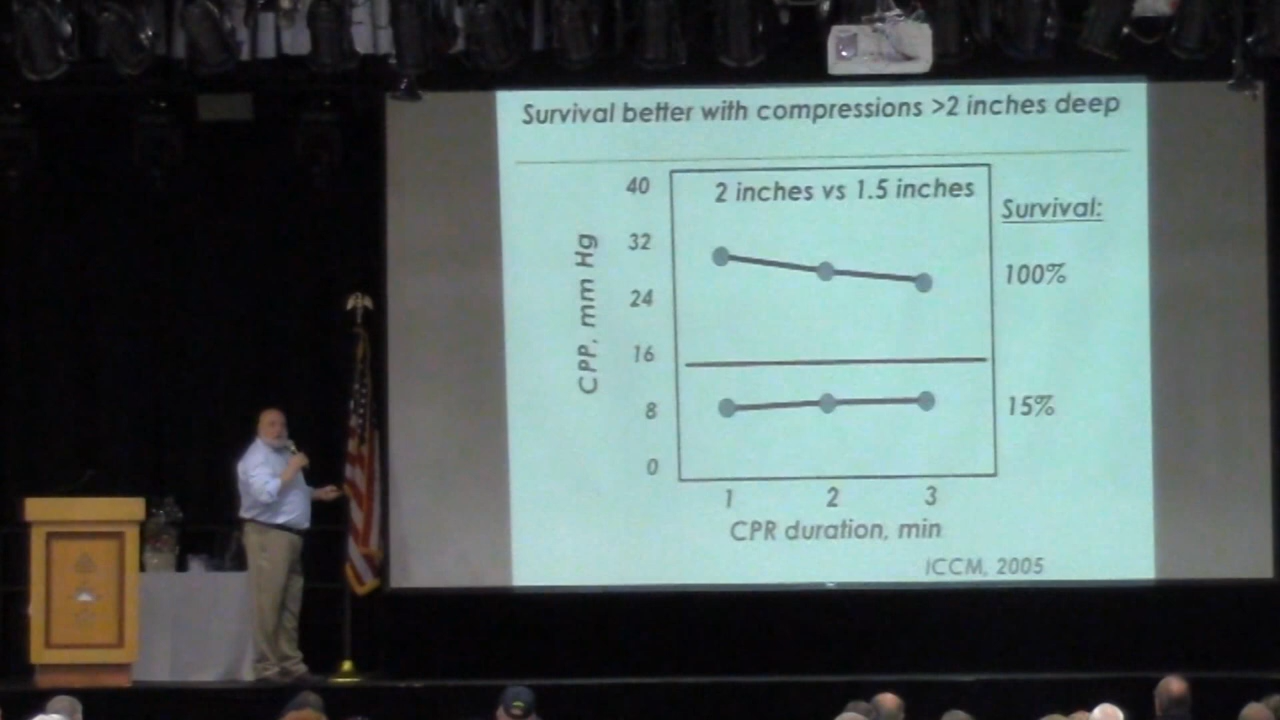 Survival better with compressions >2 inches deep
2 inches vs 1.5 inches
Survival:
100%
15%
CPP, mm Hg
40
32
24
16
8
0
1 2 3
CPR duration, min
ICCM, 2005